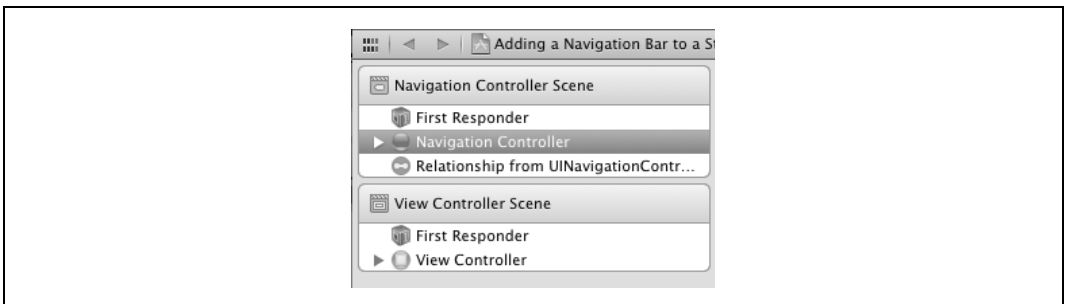 Adding a Navigation Bar to a St
Navigation Controller Scene
First Responder
Navigation Controller
Relationship from UINavigationContr...
View Controller Scene
First Responder
View Controller